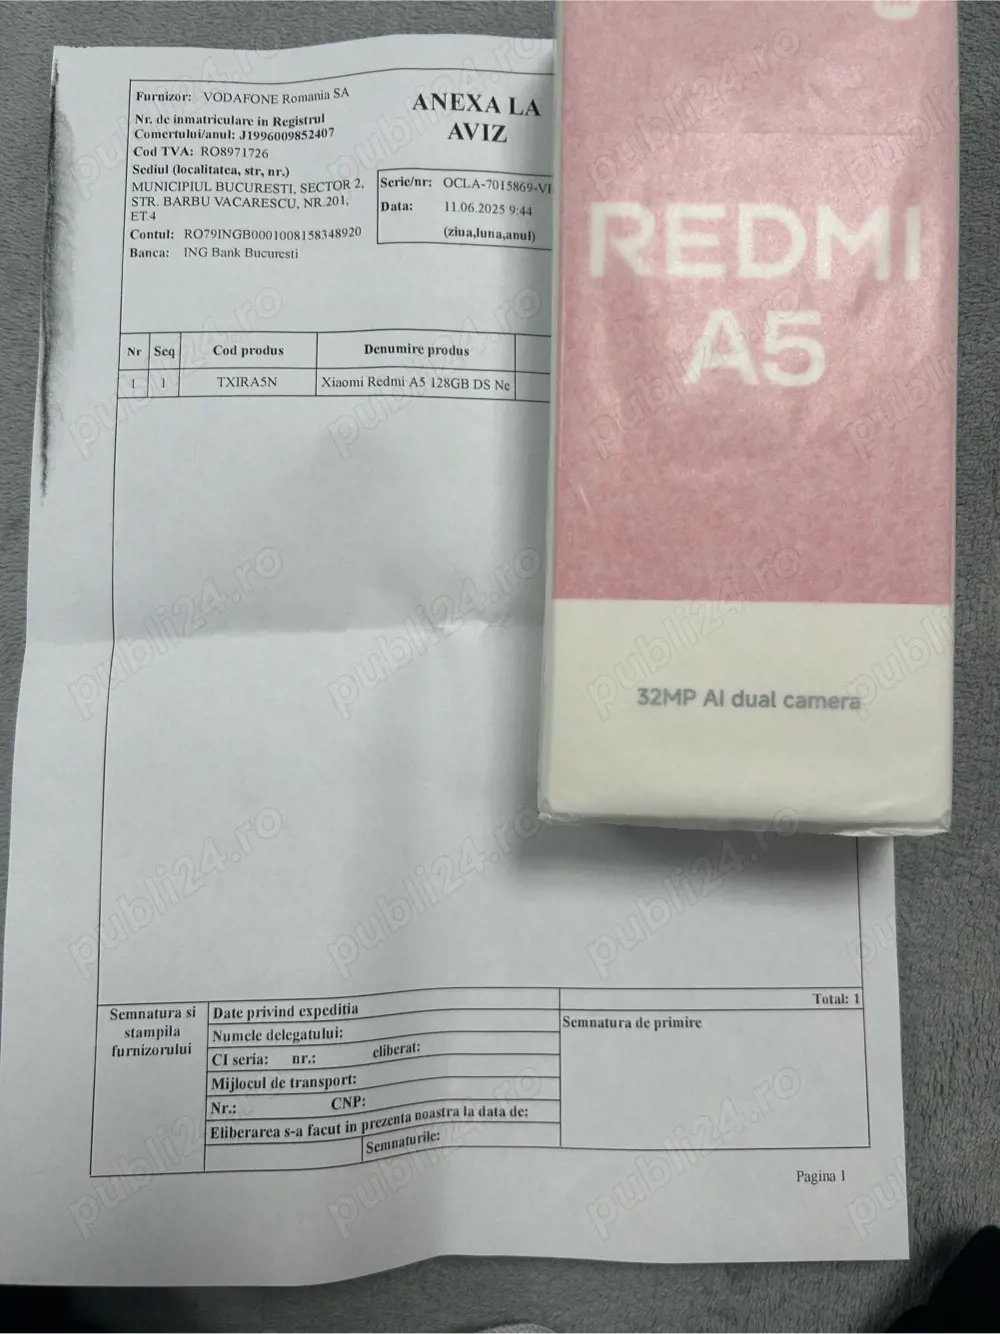 Furnizor: VODAFONE Romania SA
Nr. de inmatriculare in Registrul
Comertului/anul: J1996009852407
Cod TVA: RO8971726
Sediul (localitatea, str, nr.)
MUNICIPIUL BUCURESTI, SECTOR 2,
STR. BARBU VACARESCU, NR.201,
ET.4
Contul: RO79INGB0001008158348920
Banca: ING Bank Bucuresti
ANEXA LA
AVIZ
Serie/nr: OCLA-7015869-VI
Data: 11.06.2025 9:44
(ziua,luna,anul)
Nr Seq Cod produs Denumire produs
1 1 TXIRA5N Xiaomi Redmi A5 128GB DS Ne
REDMI
A5
32MP AI dual camera
Total: 1
Semnatura si
stampila
furnizorului
Date privind expeditia
Numele delegatului:
CI seria: nr.: eliberat:
Mijlocul de transport:
Nr.: CNP:
Eliberarea s-a facut in prezenta noastra la data de:
Semnaturile:
Semnatura de primire
Pagina 1
publi24.ro